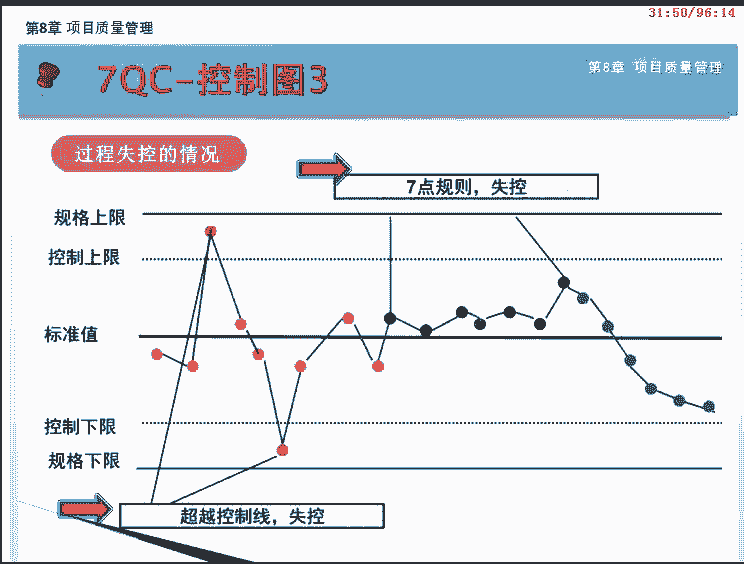 31:50/96:14
第8章 项目质量管理
7QC-控制图3
第8章 项目质量管理
过程失控的情况
7点规则，失控
规格上限
控制上限
标准值
控制下限
规格下限
超越控制线，失控